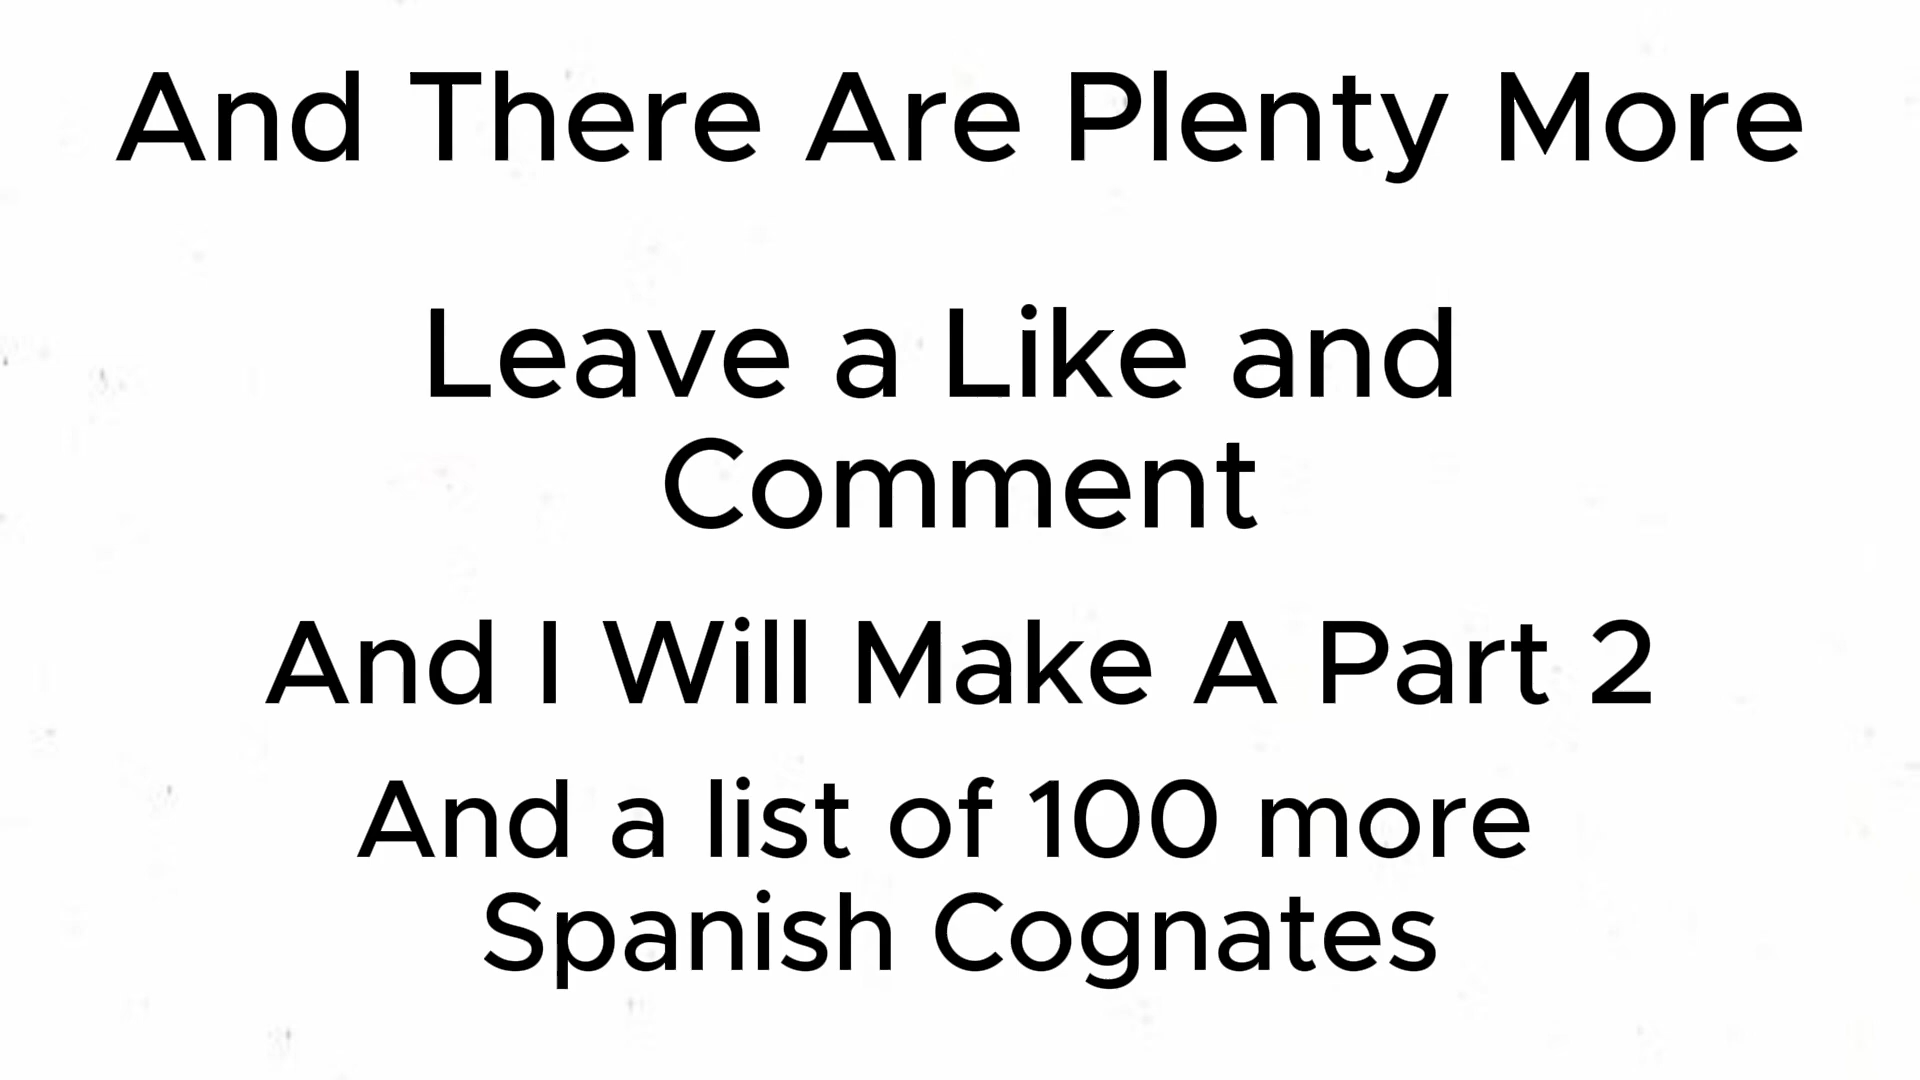 And There Are Plenty More
Leave a Like and
Comment
And I Will Make A Part 2
And a list of 100 more
Spanish Cognates